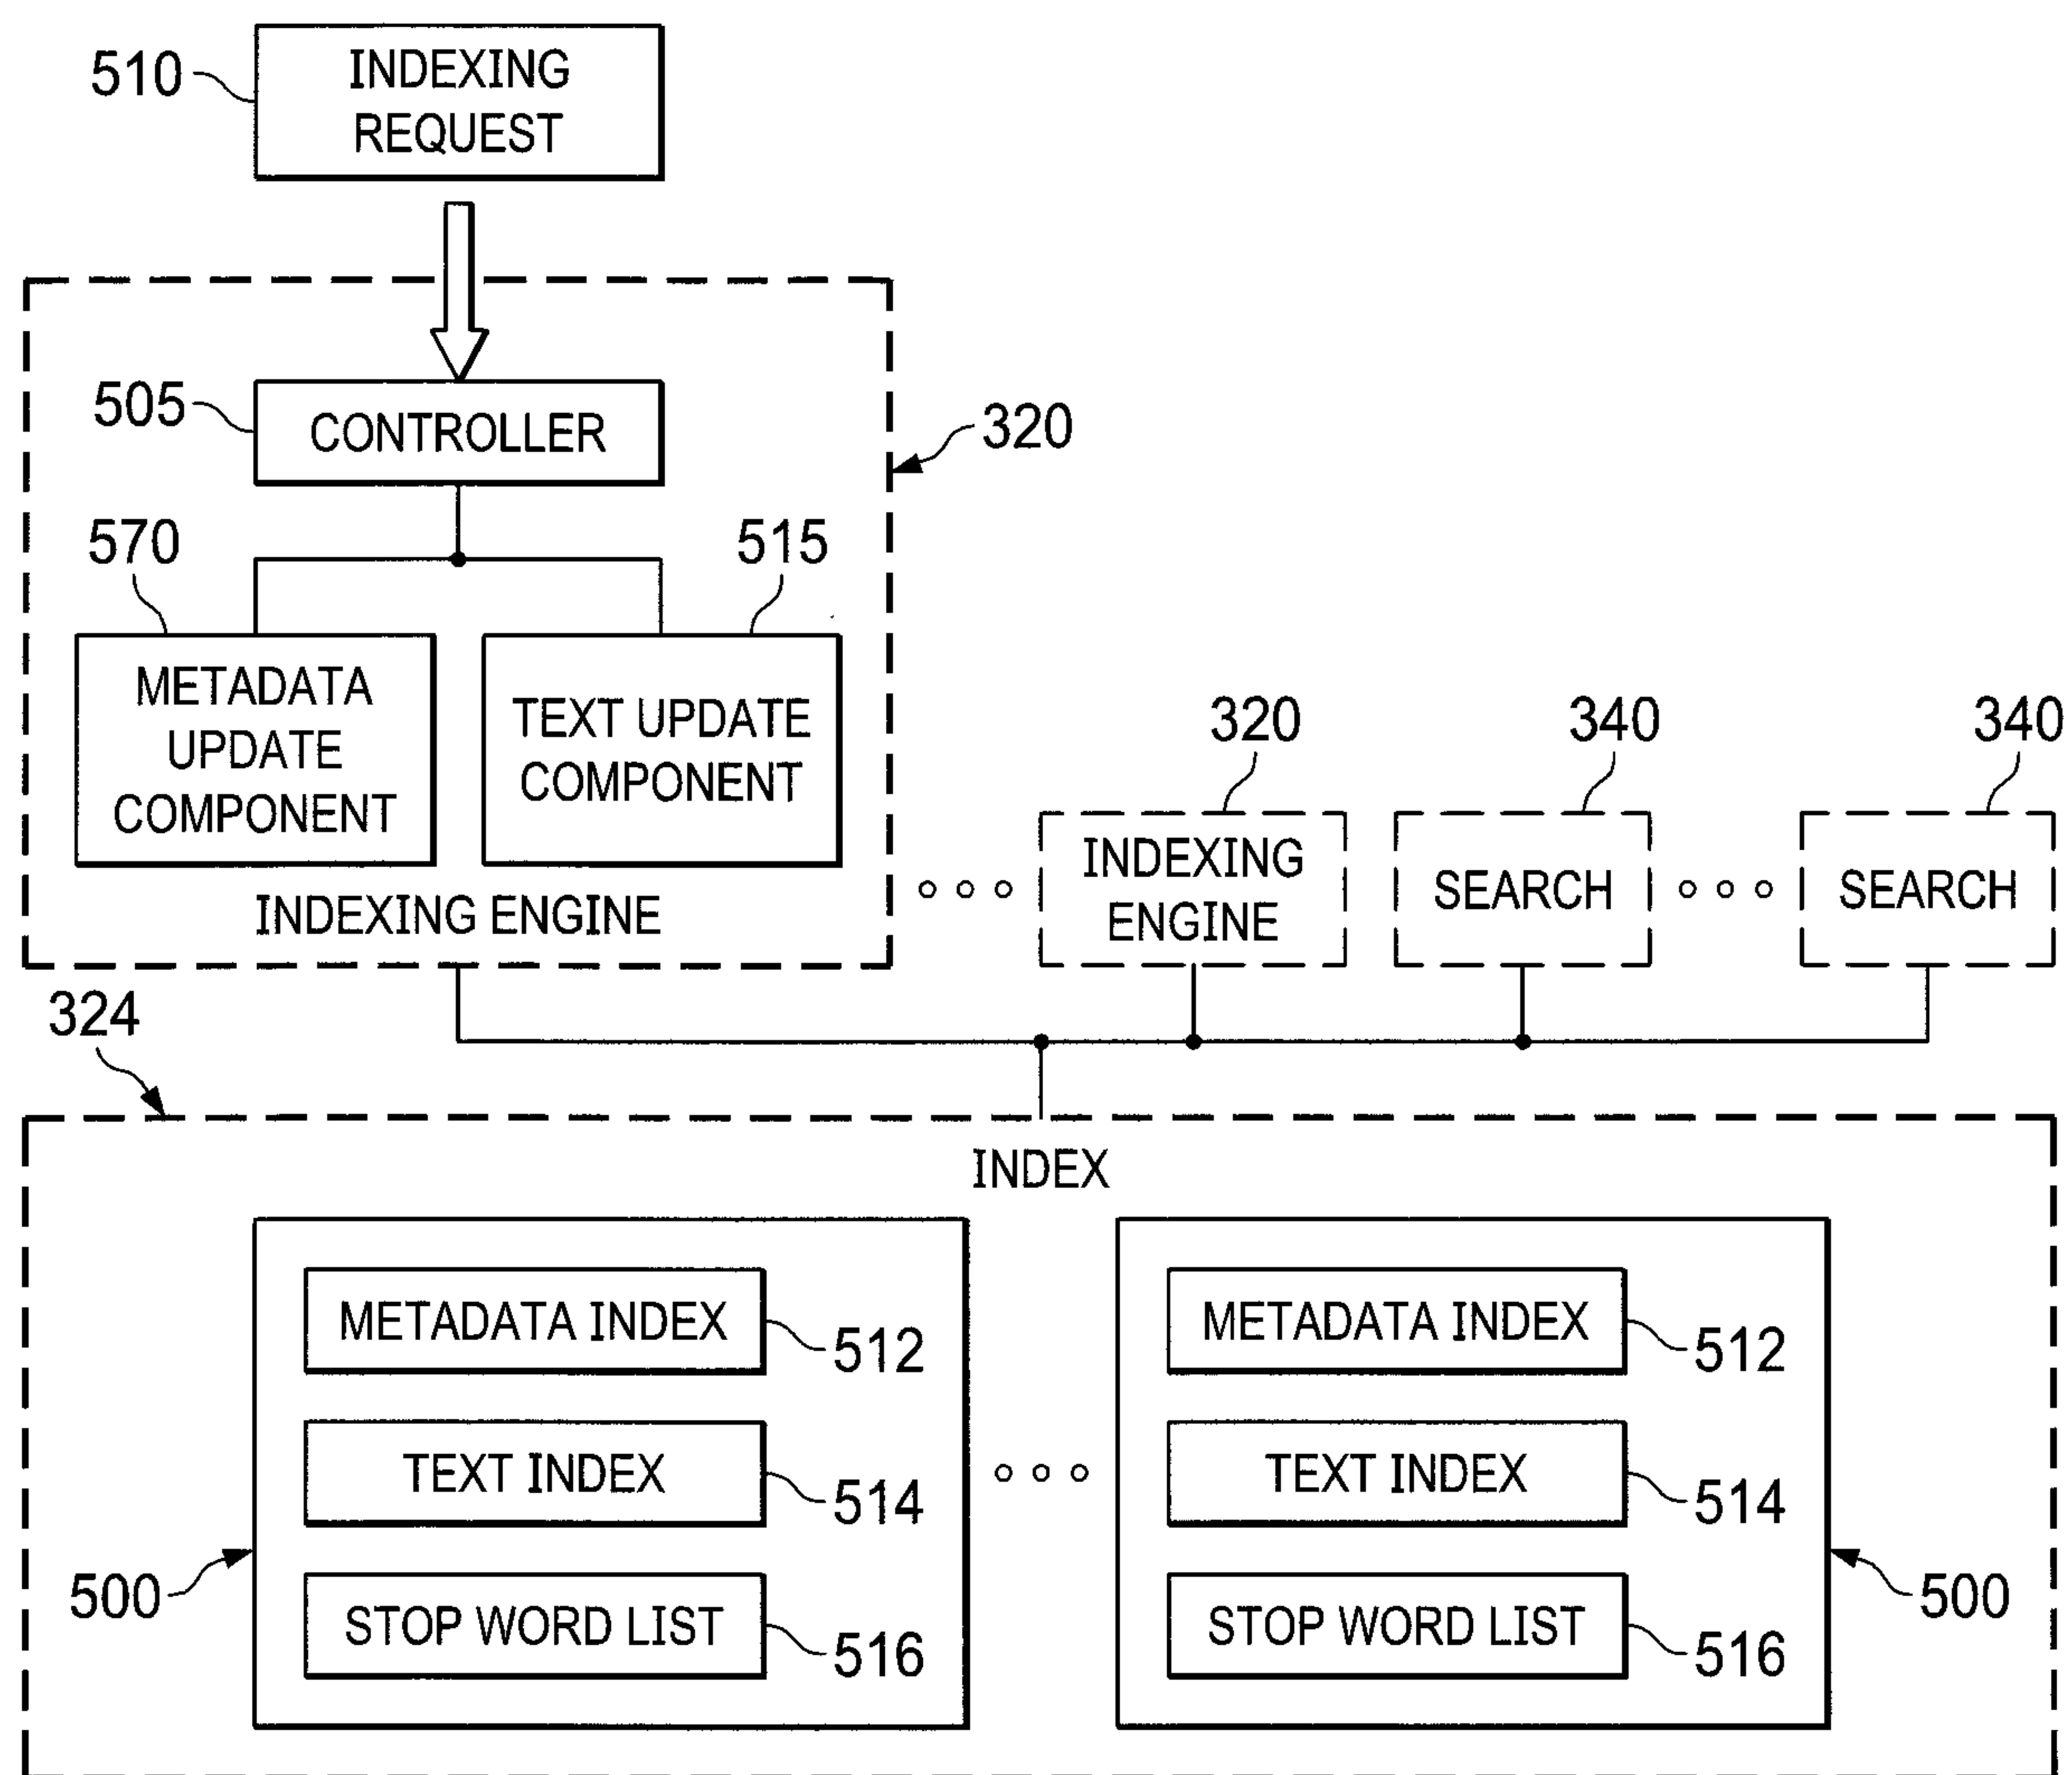 510
INDEXING
REQUEST
505
CONTROLLER
320
570
515
METADATA
UPDATE
COMPONENT
TEXT UPDATE
COMPONENT
INDEXING ENGINE
320
INDEXING
ENGINE
340
SEARCH
340
SEARCH
324
INDEX
METADATA INDEX
512
TEXT INDEX
514
STOP WORD LIST
516
500
METADATA INDEX
512
TEXT INDEX
514
STOP WORD LIST
516
500